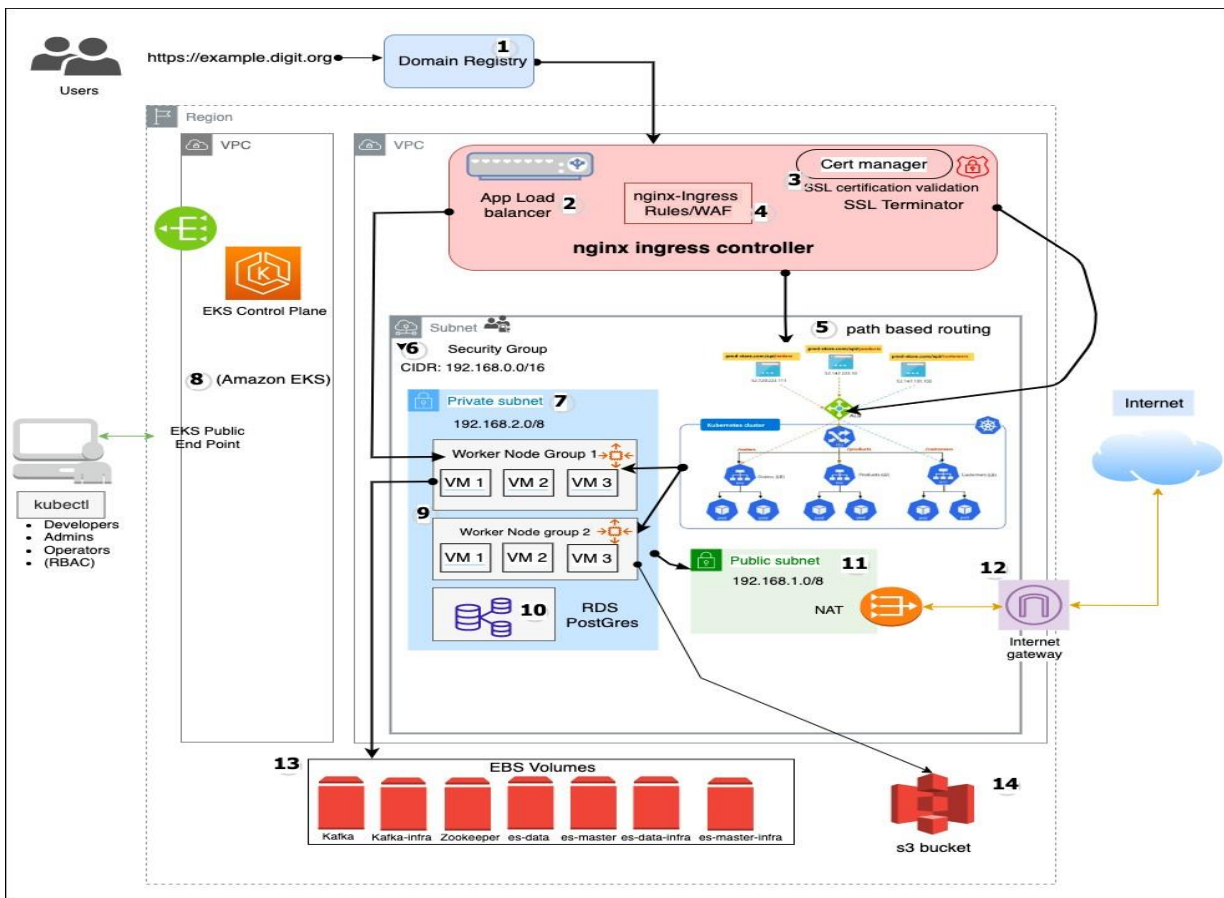 Users
https://example.digit.org
1
Domain Registry
Region
VPC
VPC
App Load
balancer
2
nginx-Ingress
Rules/WAF
4
Cert manager
3
SSL certification validation
SSL Terminator
nginx ingress controller
EKS Control Plane
8
(Amazon EKS)
EKS Public
End Point
kubectl
Developers
Admins
Operators
(RBAC)
Subnet
6
Security Group
CIDR: 192.168.0.0/16
5
path based routing
Kubernetes cluster
Private subnet
7
192.168.2.0/8
Worker Node Group 1
VM 1
VM 2
VM 3
9
Worker Node group 2
VM 1
VM 2
VM 3
10
RDS
PostGres
Public subnet
11
192.168.1.0/8
NAT
12
Internet
gateway
Internet
13
EBS Volumes
Kafka
Kafka-infra
Zookeeper
es-data
es-master
es-data-infra
es-master-infra
14
s3 bucket